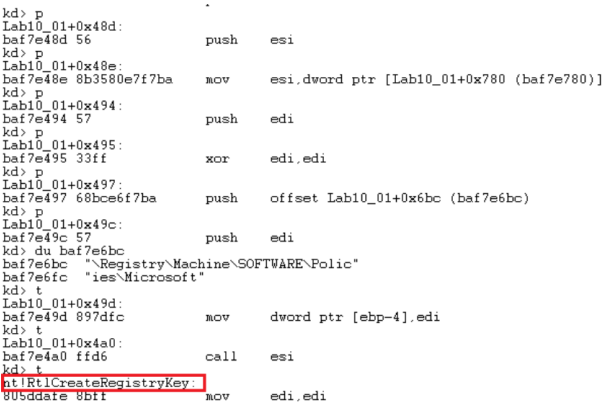 kd> p
Lab10_01+0x48d:
baf7e48d 56 push esi
kd> p
Lab10_01+0x48e:
baf7e48e 8b3580e7f7ba mov esi,dword ptr [Lab10_01+0x780 (baf7e780)]
kd> p
Lab10_01+0x494:
baf7e494 57 push edi
kd> p
Lab10_01+0x495:
baf7e495 33ff xor edi,edi
kd> p
Lab10_01+0x497:
baf7e497 68bce6f7ba push offset Lab10_01+0x6bc (baf7e6bc)
kd> p
Lab10_01+0x49c:
baf7e49c 57 push edi
kd> du baf7e6bc
baf7e6bc "\Registry\Machine\SOFTWARE\Polic"
baf7e6fc "ies\Microsoft"
kd> t
Lab10_01+0x49d:
baf7e49d 897dfc mov dword ptr [ebp-4],edi
kd> t
Lab10_01+0x4a0:
baf7e4a0 ffd6 call esi
kd> t
nt!RtlCreateRegistryKey:
805ddafe 8bff mov edi,edi